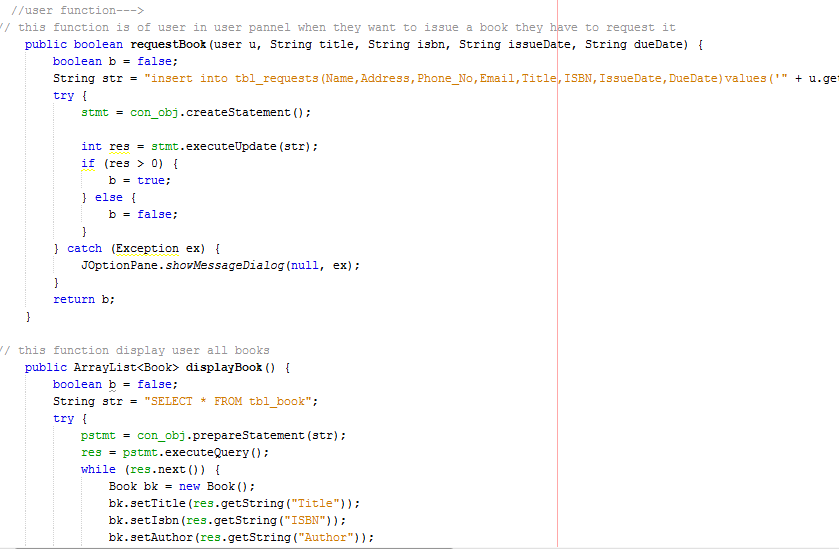 //user function--->
// this function is of user in user pannel when they want to issue a book they have to request it
public boolean requestBook(user u, String title, String isbn, String issueDate, String dueDate) {
boolean b = false;
String str = "insert into tbl_requests(Name,Address,Phone_No,Email,Title,ISBN,IssueDate,DueDate)values('" + u.ge
try {
stmt = con_obj.createStatement();
int res = stmt.executeUpdate(str);
if (res > 0) {
b = true;
} else {
b = false;
}
} catch (Exception ex) {
JOptionPane.showMessageDialog(null, ex);
}
return b;
}
// this function display user all books
public ArrayList<Book> displayBook() {
boolean b = false;
String str = "SELECT * FROM tbl_book";
try {
pstmt = con_obj.prepareStatement(str);
res = pstmt.executeQuery();
while (res.next()) {
Book bk = new Book();
bk.setTitle(res.getString("Title"));
bk.setIsbn(res.getString("ISBN"));
bk.setAuthor(res.getString("Author"));